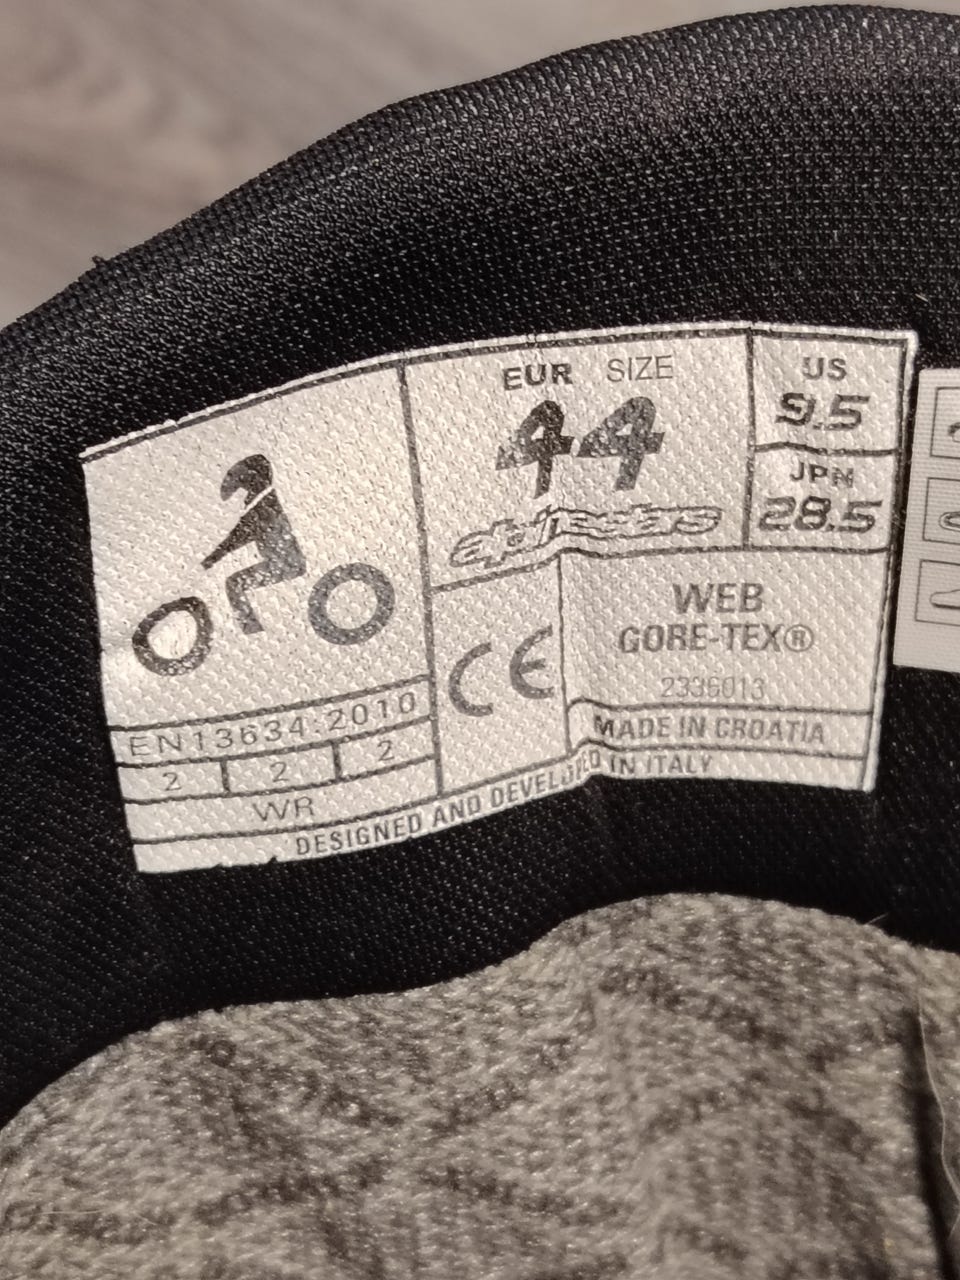 EUR SIZE
44
alpinestars
US
9.5
JPN
28.5
CE
WEB
GORE-TEX®
2336013
MADE IN CROATIA
EN13634:2010
2 2 2
WR
DESIGNED AND DEVELOPED IN ITALY